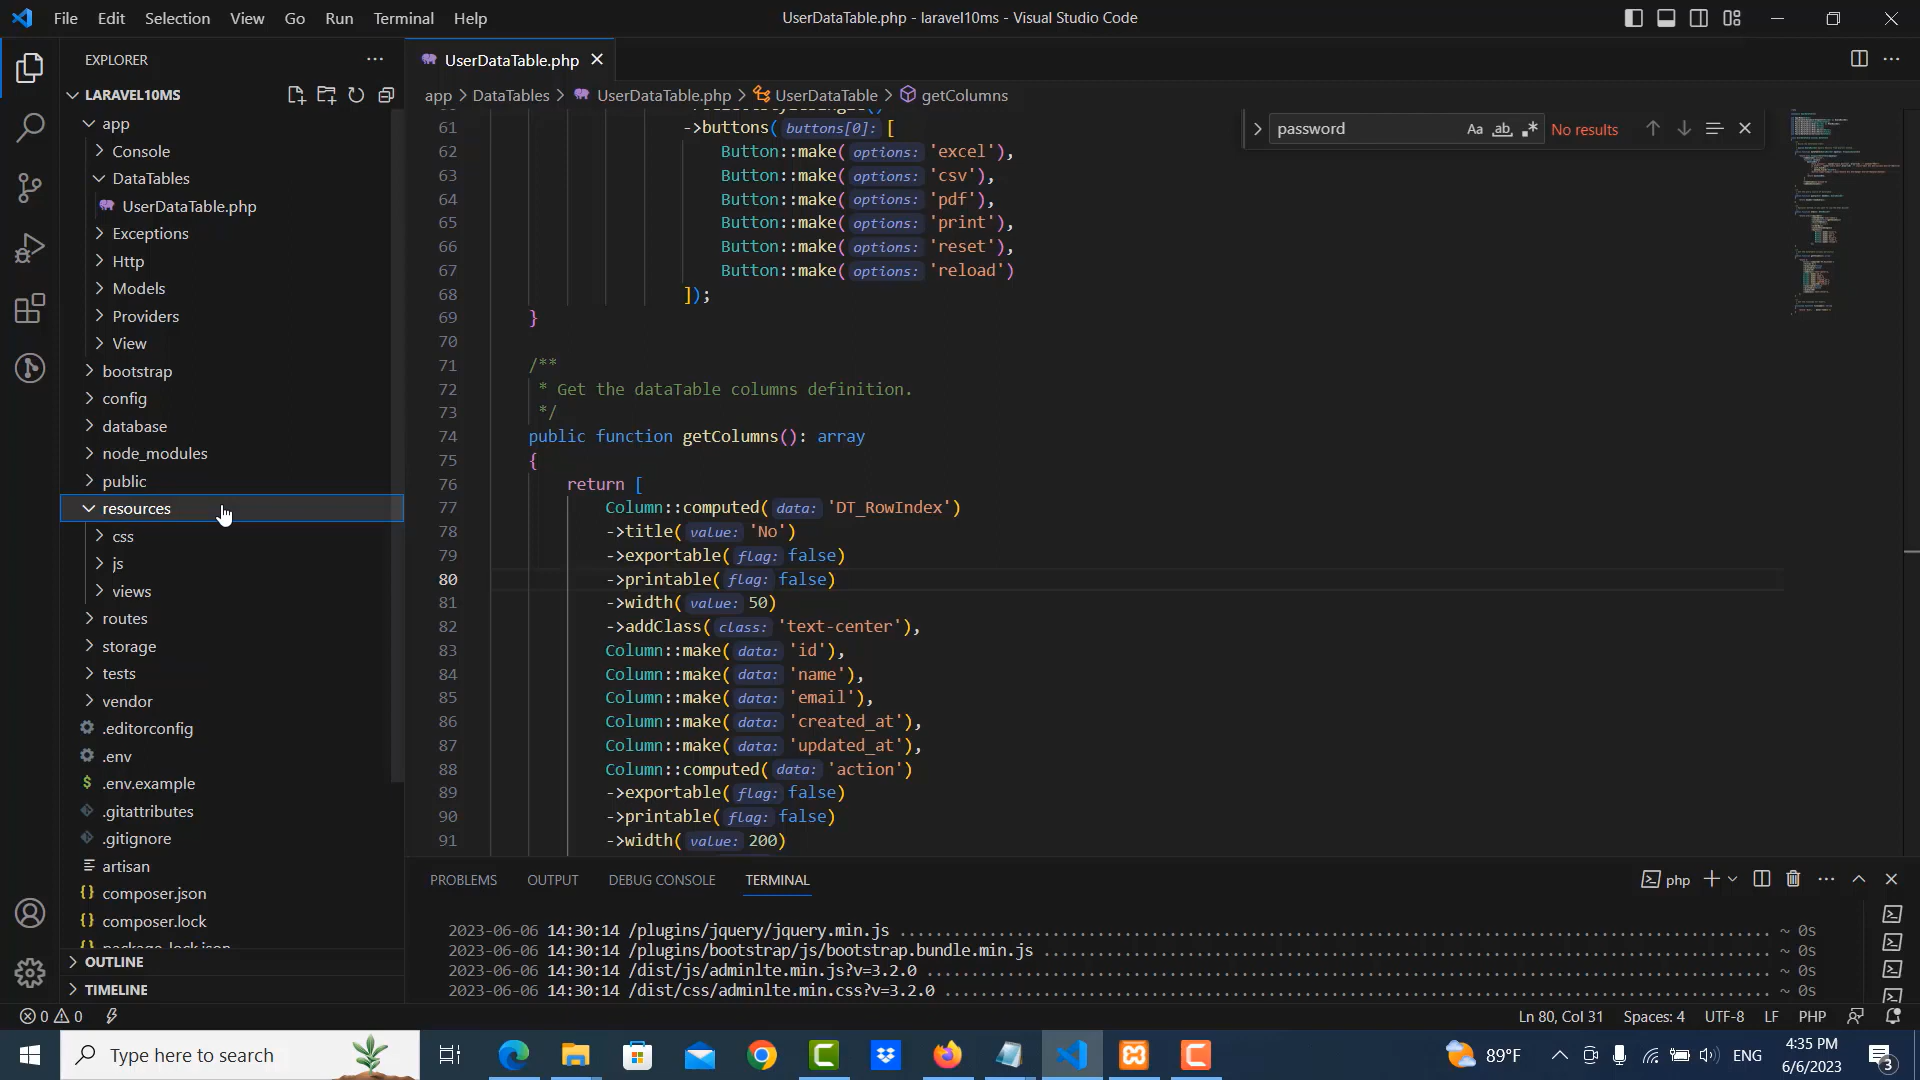 File Edit Selection View Go Run Terminal Help
UserDataTable.php - laravel10ms - Visual Studio Code
EXPLORER
LARAVEL10MS
app
Console
DataTables
UserDataTable.php
Exceptions
Http
Models
Providers
View
bootstrap
config
database
node_modules
public
resources
css
js
views
routes
storage
tests
vendor
.editorconfig
.env
.env.example
.gitattributes
.gitignore
artisan
composer.json
composer.lock
package-lock.json
OUTLINE
TIMELINE
UserDataTable.php
app > DataTables > UserDataTable.php > UserDataTable > getColumns
password Aa ab No results
61 ->buttons( buttons[0]: [
62 Button::make( options: 'excel'),
63 Button::make( options: 'csv'),
64 Button::make( options: 'pdf'),
65 Button::make( options: 'print'),
66 Button::make( options: 'reset'),
67 Button::make( options: 'reload')
68 ]);
69 }
70
71 /**
72 * Get the dataTable columns definition.
73 */
74 public function getColumns(): array
75 {
76 return [
77 Column::computed( data: 'DT_RowIndex')
78 ->title( value: 'No')
79 ->exportable( flag: false)
80 ->printable( flag: false)
81 ->width( value: 50)
82 ->addClass( class: 'text-center'),
83 Column::make( data: 'id'),
84 Column::make( data: 'name'),
85 Column::make( data: 'email'),
86 Column::make( data: 'created_at'),
87 Column::make( data: 'updated_at'),
88 Column::computed( data: 'action')
89 ->exportable( flag: false)
90 ->printable( flag: false)
91 ->width( value: 200)
PROBLEMS OUTPUT DEBUG CONSOLE TERMINAL
php
2023-06-06 14:30:14 /plugins/jquery/jquery.min.js ........ ~ 0s
2023-06-06 14:30:14 /plugins/bootstrap/js/bootstrap.bundle.min.js ........ ~ 0s
2023-06-06 14:30:14 /dist/js/adminlte.min.js?v=3.2.0 ........ ~ 0s
2023-06-06 14:30:14 /dist/css/adminlte.min.css?v=3.2.0 ........ ~ 0s
0 0
Ln 80, Col 31 Spaces: 4 UTF-8 LF PHP
Type here to search
89°F
ENG
4:35 PM
6/6/2023
3